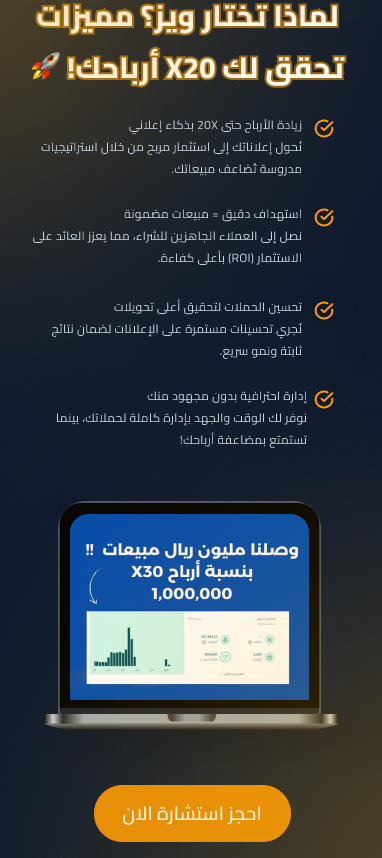 لماذا تختار ويز؟ مميزات
تحقق لك X20 أرباحك! 🚀
زيادة الأرباح حتى 20X بذكاء إعلاني
نُحول إعلاناتك إلى استثمار مربح من خلال استراتيجيات
مدروسة تُضاعف مبيعاتك.
استهداف دقيق = مبيعات مضمونة
نصل إلى العملاء الجاهزين للشراء، مما يعزز العائد على
الاستثمار (ROI) بأعلى كفاءة.
تحسين الحملات لتحقيق أعلى تحويلات
نُجري تحسينات مستمرة على الإعلانات لضمان نتائج
ثابتة ونمو سريع.
إدارة احترافية بدون مجهود منك
نوفر لك الوقت والجهد بإدارة كاملة لحملاتك، بينما
تستمتع بمضاعفة أرباحك!
وصلنا مليون ريال مبيعات !!
بنسبة أرباح X30
1,000,000
احجز استشارة الان